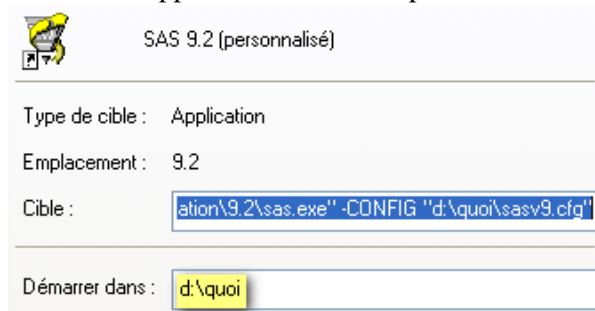 SAS 9.2 (personnalisé)
Type de cible : Application
Emplacement : 9.2
Cible : ation\9.2\sas.exe" -CONFIG "d:\quoi\sasv9.cfg"
Démarrer dans : d:\quoi